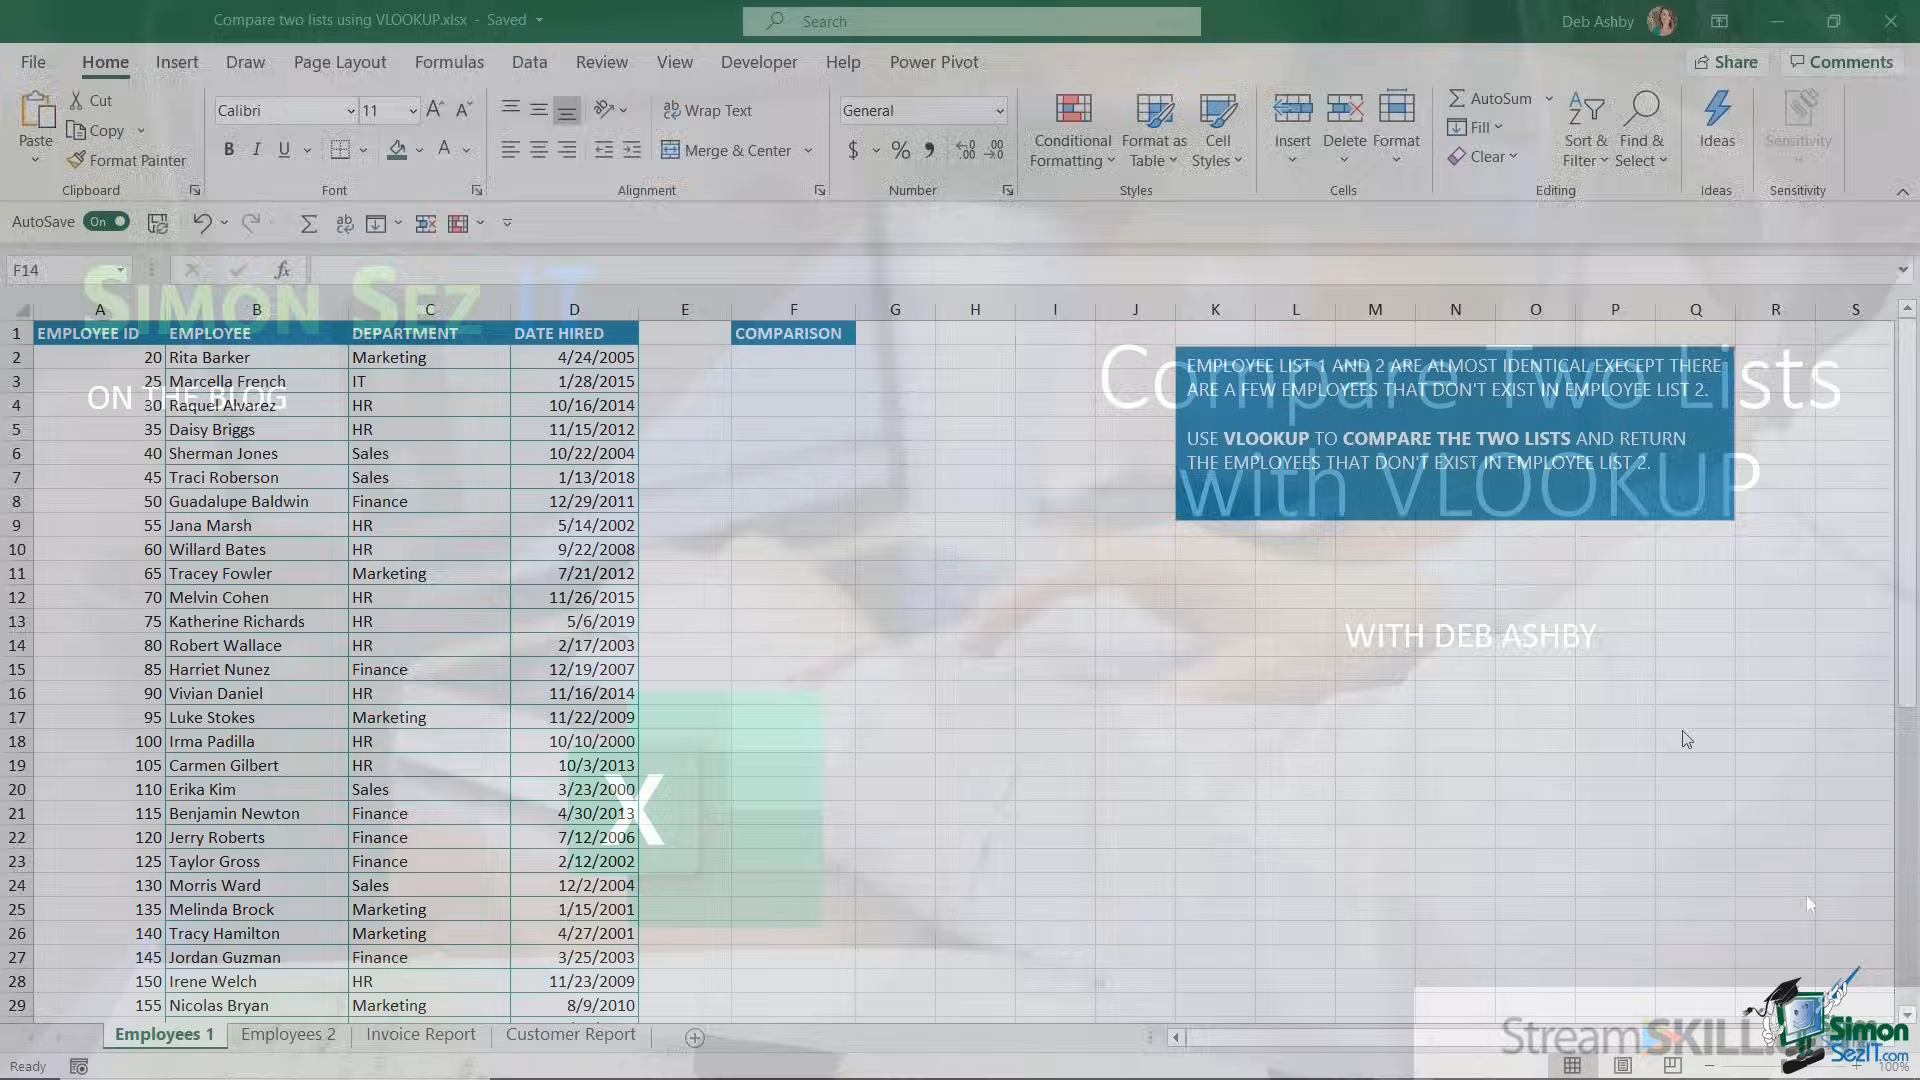 Compare two lists using VLOOKUP.xlsx - Saved
Search
Deb Ashby
File Home Insert Draw Page Layout Formulas Data Review View Developer Help Power Pivot
Share Comments
Paste
Cut
Copy
Format Painter
Clipboard
Calibri 11
B I U
Font
Wrap Text
Merge & Center
Alignment
General
$ %
Number
Conditional Formatting
Format as Table
Cell Styles
Styles
Insert Delete Format
Cells
AutoSum
Fill
Clear
Sort & Filter
Find & Select
Editing
Ideas
Ideas
Sensitivity
Sensitivity
AutoSave On
F14 fx
SIMON SEZ IT
ON THE BLOG
Compare Two Lists
with VLOOKUP
WITH DEB ASHBY
X
A B C D E F G H I J K L M N O P Q R S
1 EMPLOYEE ID EMPLOYEE DEPARTMENT DATE HIRED COMPARISON
2 20 Rita Barker Marketing 4/24/2005
3 25 Marcella French IT 1/28/2015
4 30 Raquel Alvarez HR 10/16/2014
5 35 Daisy Briggs HR 11/15/2012
6 40 Sherman Jones Sales 10/22/2004
7 45 Traci Roberson Sales 1/13/2018
8 50 Guadalupe Baldwin Finance 12/29/2011
9 55 Jana Marsh HR 5/14/2002
10 60 Willard Bates HR 9/22/2008
11 65 Tracey Fowler Marketing 7/21/2012
12 70 Melvin Cohen HR 11/26/2015
13 75 Katherine Richards HR 5/6/2019
14 80 Robert Wallace HR 2/17/2003
15 85 Harriet Nunez Finance 12/19/2007
16 90 Vivian Daniel HR 11/16/2014
17 95 Luke Stokes Marketing 11/22/2009
18 100 Irma Padilla HR 10/10/2000
19 105 Carmen Gilbert HR 10/3/2013
20 110 Erika Kim Sales 3/23/2000
21 115 Benjamin Newton Finance 4/30/2013
22 120 Jerry Roberts Finance 7/12/2006
23 125 Taylor Gross Finance 2/12/2002
24 130 Morris Ward Sales 12/2/2004
25 135 Melinda Brock Marketing 1/15/2001
26 140 Tracy Hamilton Marketing 4/27/2001
27 145 Jordan Guzman Finance 3/25/2003
28 150 Irene Welch HR 11/23/2009
29 155 Nicolas Bryan Marketing 8/9/2010
EMPLOYEE LIST 1 AND 2 ARE ALMOST IDENTICAL EXECEPT THERE
ARE A FEW EMPLOYEES THAT DON'T EXIST IN EMPLOYEE LIST 2.
USE VLOOKUP TO COMPARE THE TWO LISTS AND RETURN
THE EMPLOYEES THAT DON'T EXIST IN EMPLOYEE LIST 2.
Employees 1 Employees 2 Invoice Report Customer Report
StreamSKILL
Simon
SezIT.com
Ready
100%